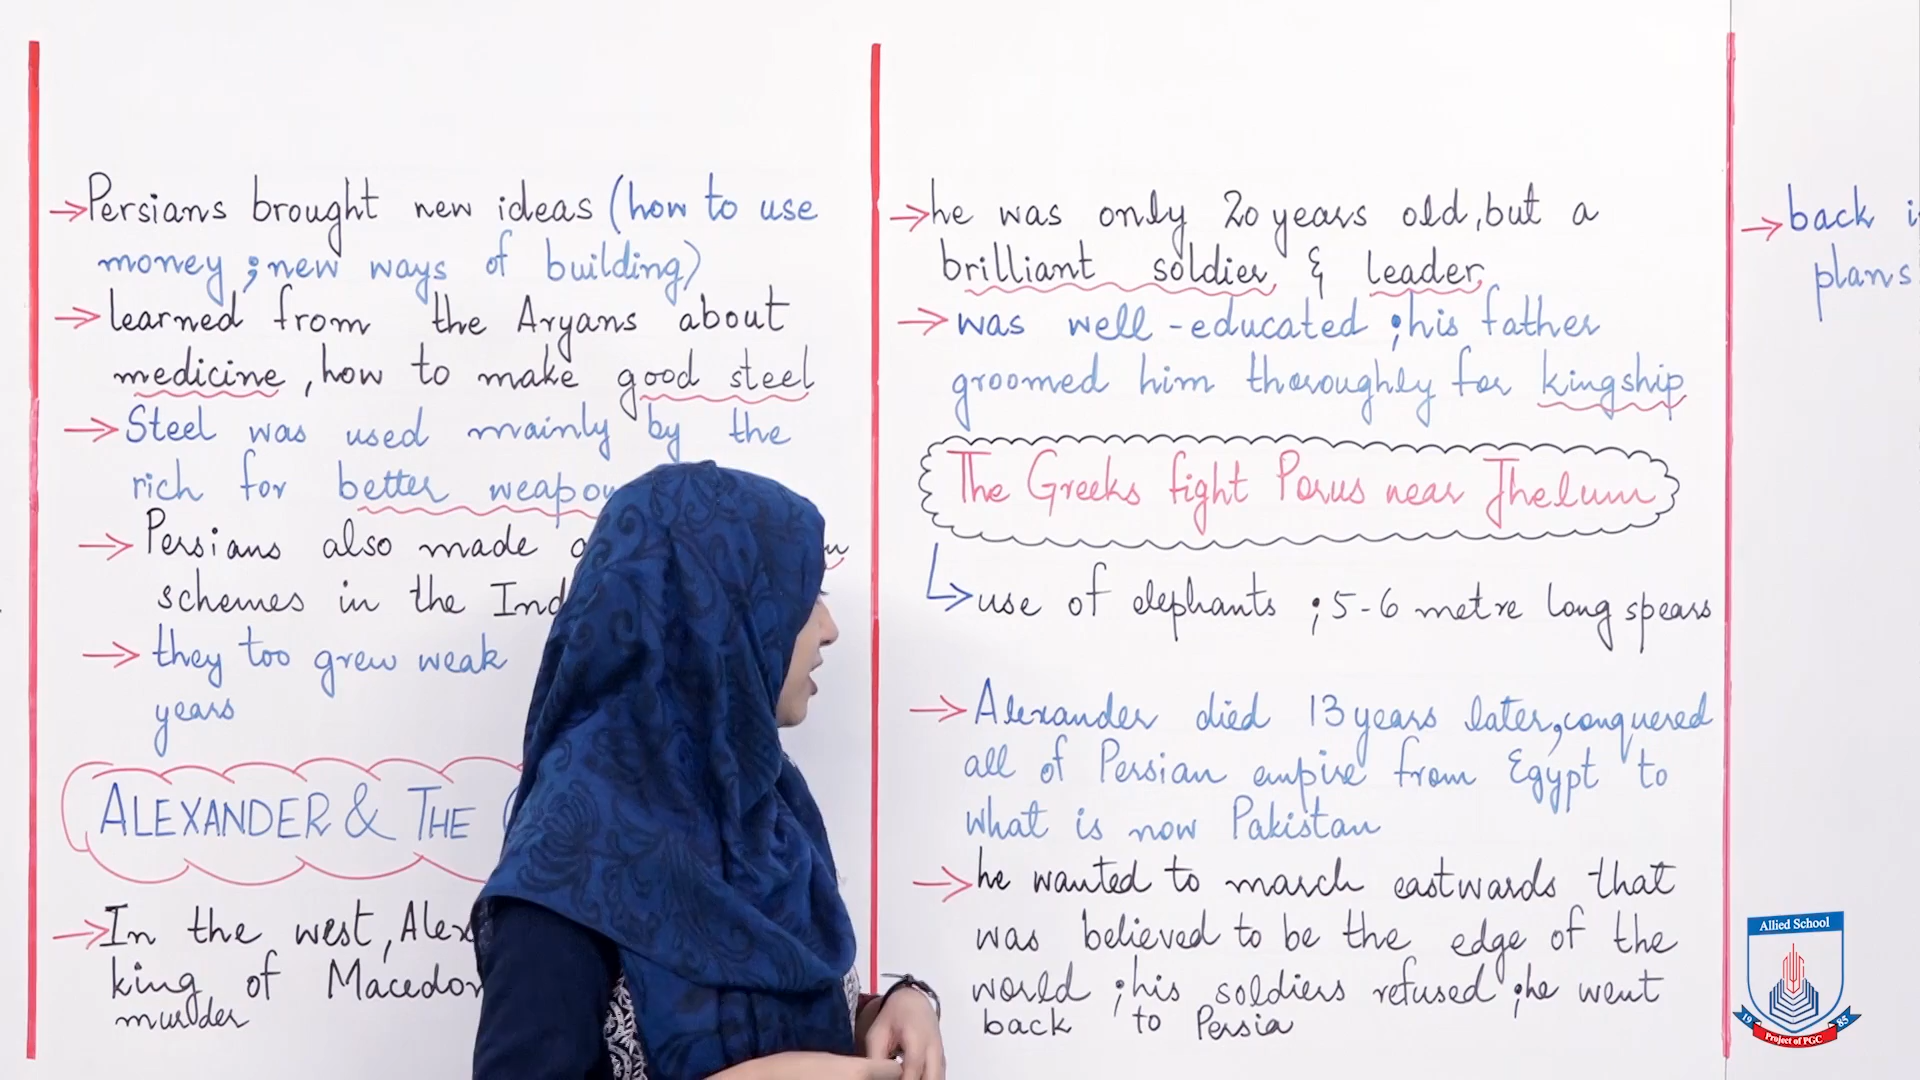 →Persians brought new ideas (how to use
money ; new ways of building)
→learned from the Aryans about
medicine, how to make good steel
→Steel was used mainly by the
rich for better
→Persians also made
schemes in the
→they too grew weak
years
ALEXANDER & THE
→In the west,
king of
murder
→he was only 20 years old, but a
brilliant soldier & leader
→was well-educated ; his father
groomed him thoroughly for kingship
The Greeks fight Porus near Jhelum
↳use of elephants ; 5-6 metre long spears
→Alexander died 13 years later, conquered
all of Persian empire from Egypt to
what is now Pakistan
→he wanted to march eastwards that
was believed to be the edge of the
world ; his soldiers refused ; he went
back to Persia
→back
plans
Allied School
19 85
Project of PGC